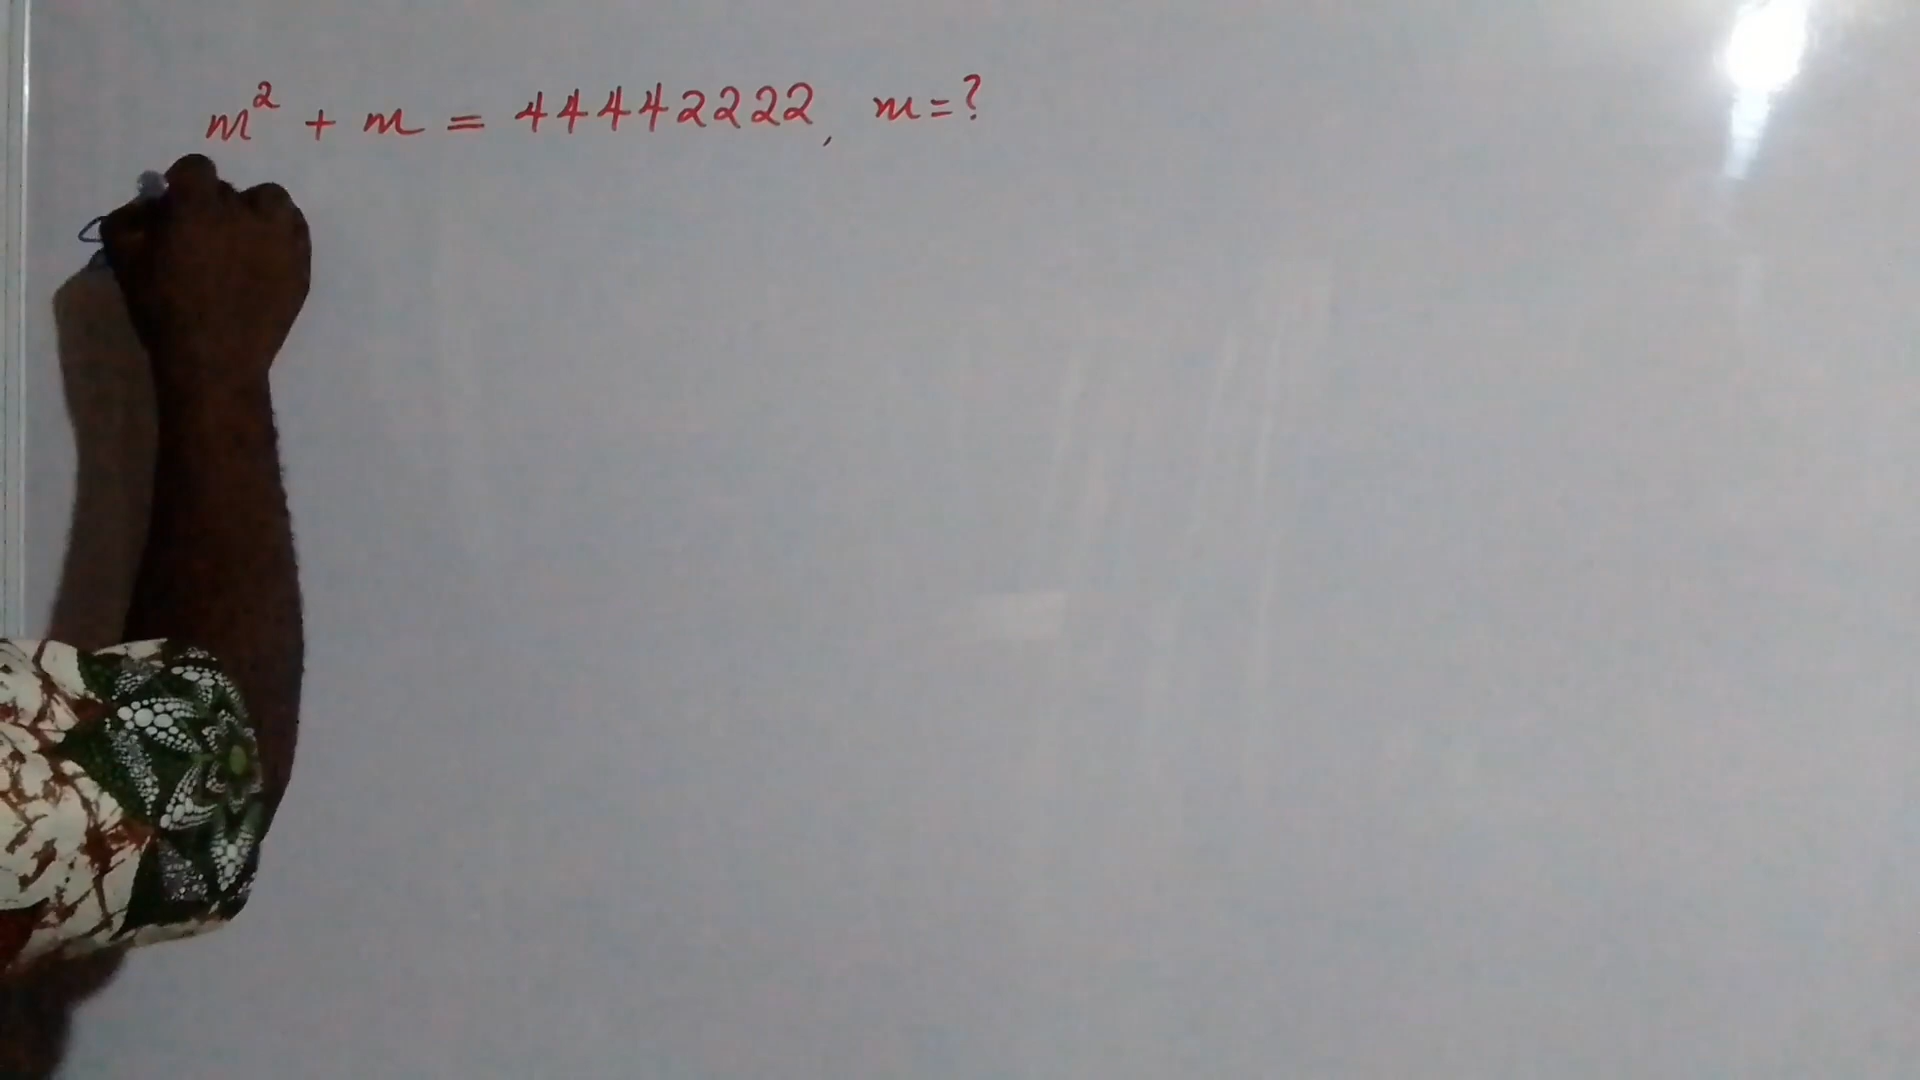 m² + m = 44442222, m = ?